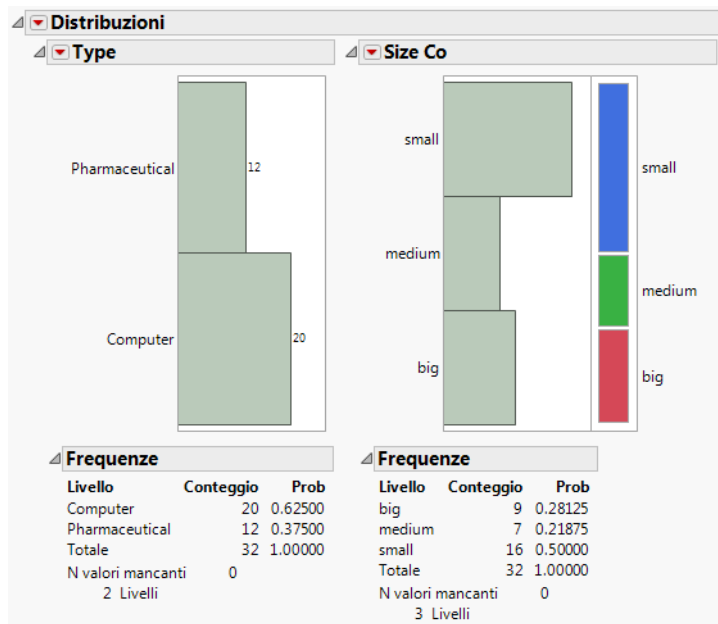 Distribuzioni
Type
Pharmaceutical
12
Computer
20
Frequenze
Livello Conteggio Prob
Computer 20 0.62500
Pharmaceutical 12 0.37500
Totale 32 1.00000
N valori mancanti 0
2 Livelli
Size Co
small
medium
big
small
medium
big
Frequenze
Livello Conteggio Prob
big 9 0.28125
medium 7 0.21875
small 16 0.50000
Totale 32 1.00000
N valori mancanti 0
3 Livelli